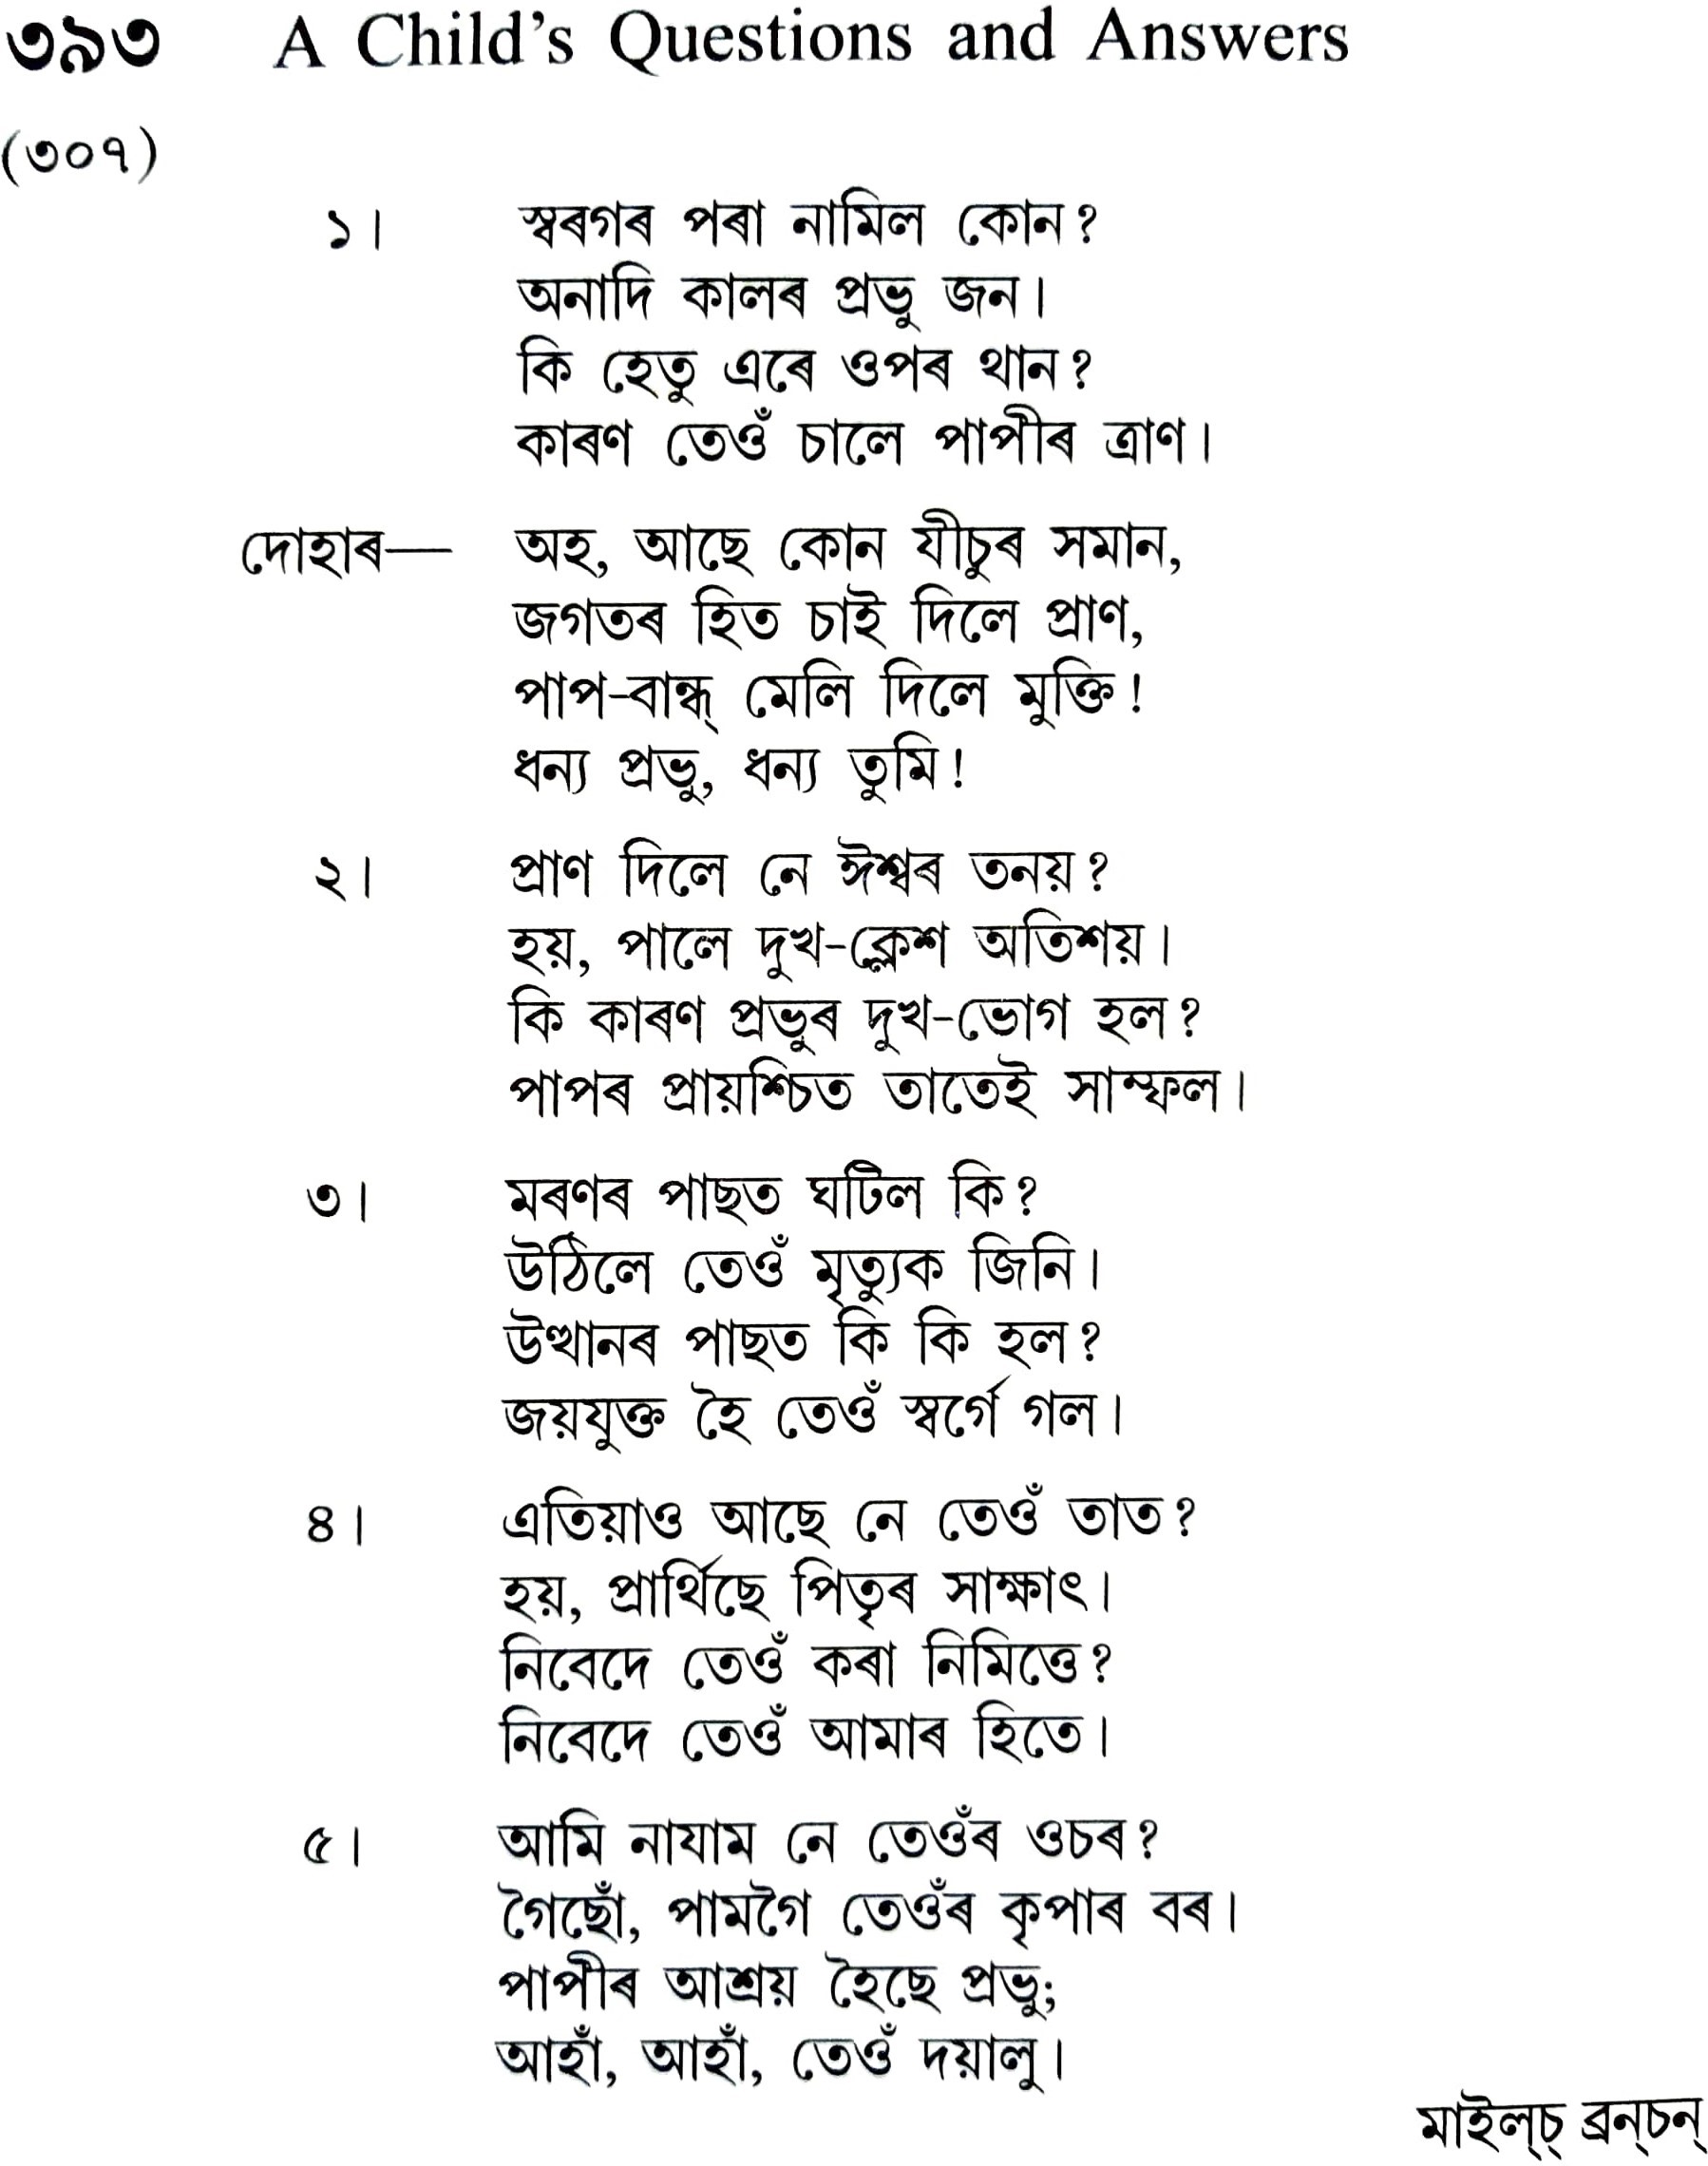 ৩৯৩ A Child's Questions and Answers
(৩০৭)
১। স্বৰগৰ পৰা নামিল কোন?
অনাদি কালৰ প্ৰভু জন।
কি হেতু এৰে ওপৰ থান?
কাৰণ তেওঁ চালে পাপীৰ ত্ৰাণ।
দোহাৰ— অহ, আছে কোন যীচুৰ সমান,
জগতৰ হিত চাই দিলে প্ৰাণ,
পাপ-বান্ধ্ মেলি দিলে মুক্তি!
ধন্য প্ৰভু, ধন্য তুমি!
২। প্ৰাণ দিলে নে ঈশ্বৰ তনয়?
হয়, পালে দুখ-ক্লেশ অতিশয়।
কি কাৰণ প্ৰভুৰ দুখ-ভোগ হল?
পাপৰ প্ৰায়শ্চিত তাতেই সাম্ফল।
৩। মৰণৰ পাছত ঘটিল কি?
উঠিলে তেওঁ মৃত্যুক জিনি।
উত্থানৰ পাছত কি কি হল?
জয়যুক্ত হৈ তেওঁ স্বৰ্গে গল।
৪। এতিয়াও আছে নে তেওঁ তাত?
হয়, প্ৰাৰ্থিছে পিতৃৰ সাক্ষাৎ।
নিবেদে তেওঁ কৰা নিমিত্তে?
নিবেদে তেওঁ আমাৰ হিতে।
৫। আমি নাযাম নে তেওঁৰ ওচৰ?
গৈছোঁ, পামগৈ তেওঁৰ কৃপাৰ বৰ।
পাপীৰ আশ্ৰয় হৈছে প্ৰভু;
আহাঁ, আহাঁ, তেওঁ দয়ালু।
মাইল্চ্ ব্ৰন্চন্